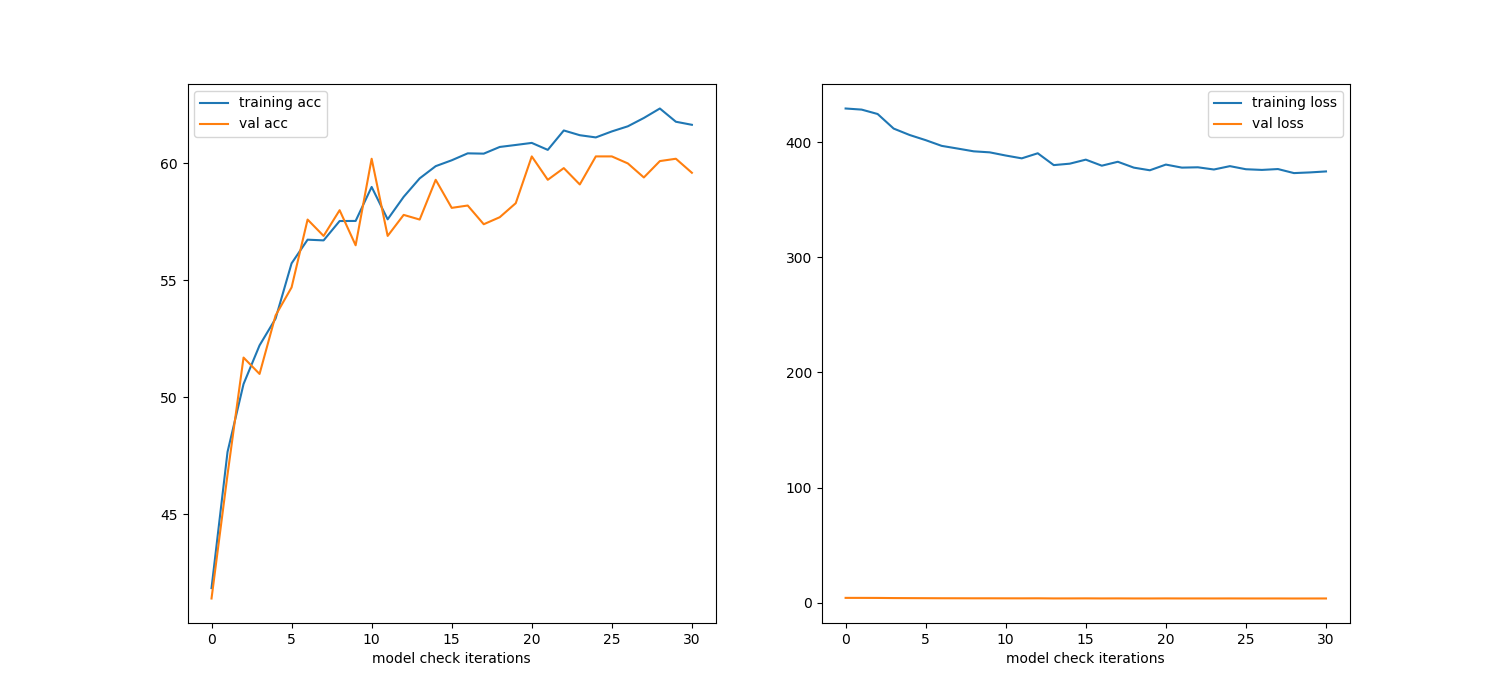 training acc
val acc
60
55
50
45
0 5 10 15 20 25 30
model check iterations
training loss
val loss
400
300
200
100
0
0 5 10 15 20 25 30
model check iterations